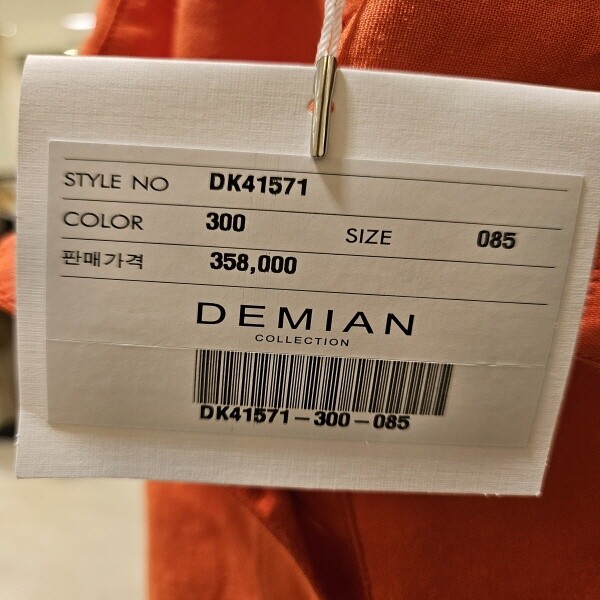 STYLE NO DK41571
COLOR 300 SIZE 085
판매가격 358,000
DEMIAN
COLLECTION
DK41571-300-085